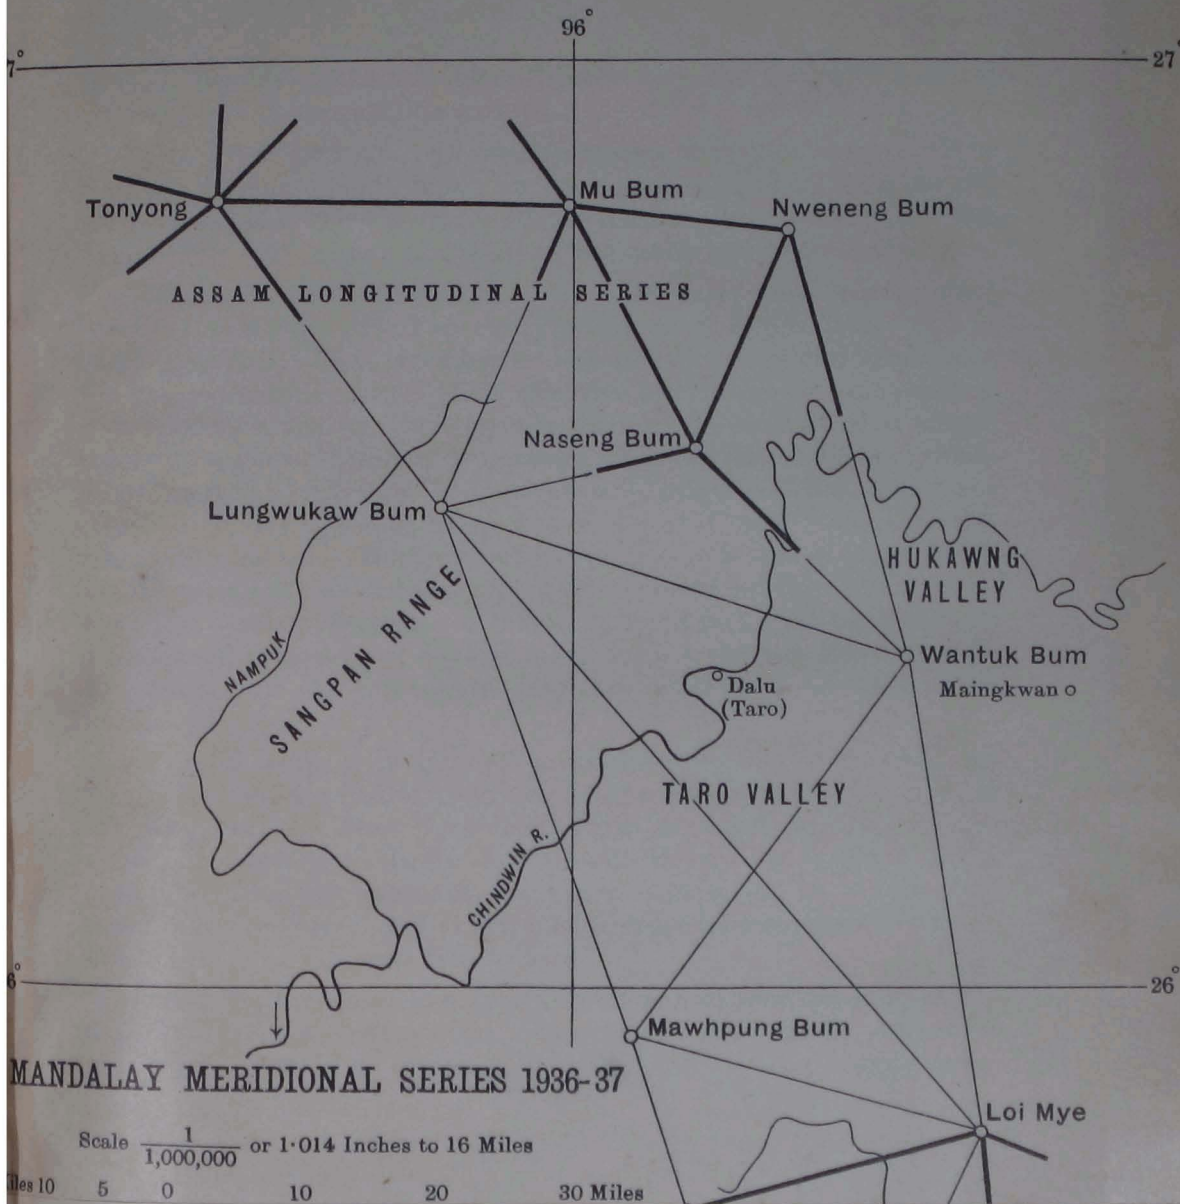 96°
7°
27°
Tonyong
Mu Bum
Nweneng Bum
ASSAM LONGITUDINAL SERIES
Naseng Bum
Lungwukaw Bum
HUKAWNG
VALLEY
SANGPAN RANGE
NAMPUK
Wantuk Bum
Maingkwan
Dalu
(Taro)
TARO VALLEY
CHINDWIN R.
6°
26°
Mawhpung Bum
MANDALAY MERIDIONAL SERIES 1936-37
Loi Mye
Scale 1/1,000,000 or 1·014 Inches to 16 Miles
iles 10 5 0 10 20 30 Miles